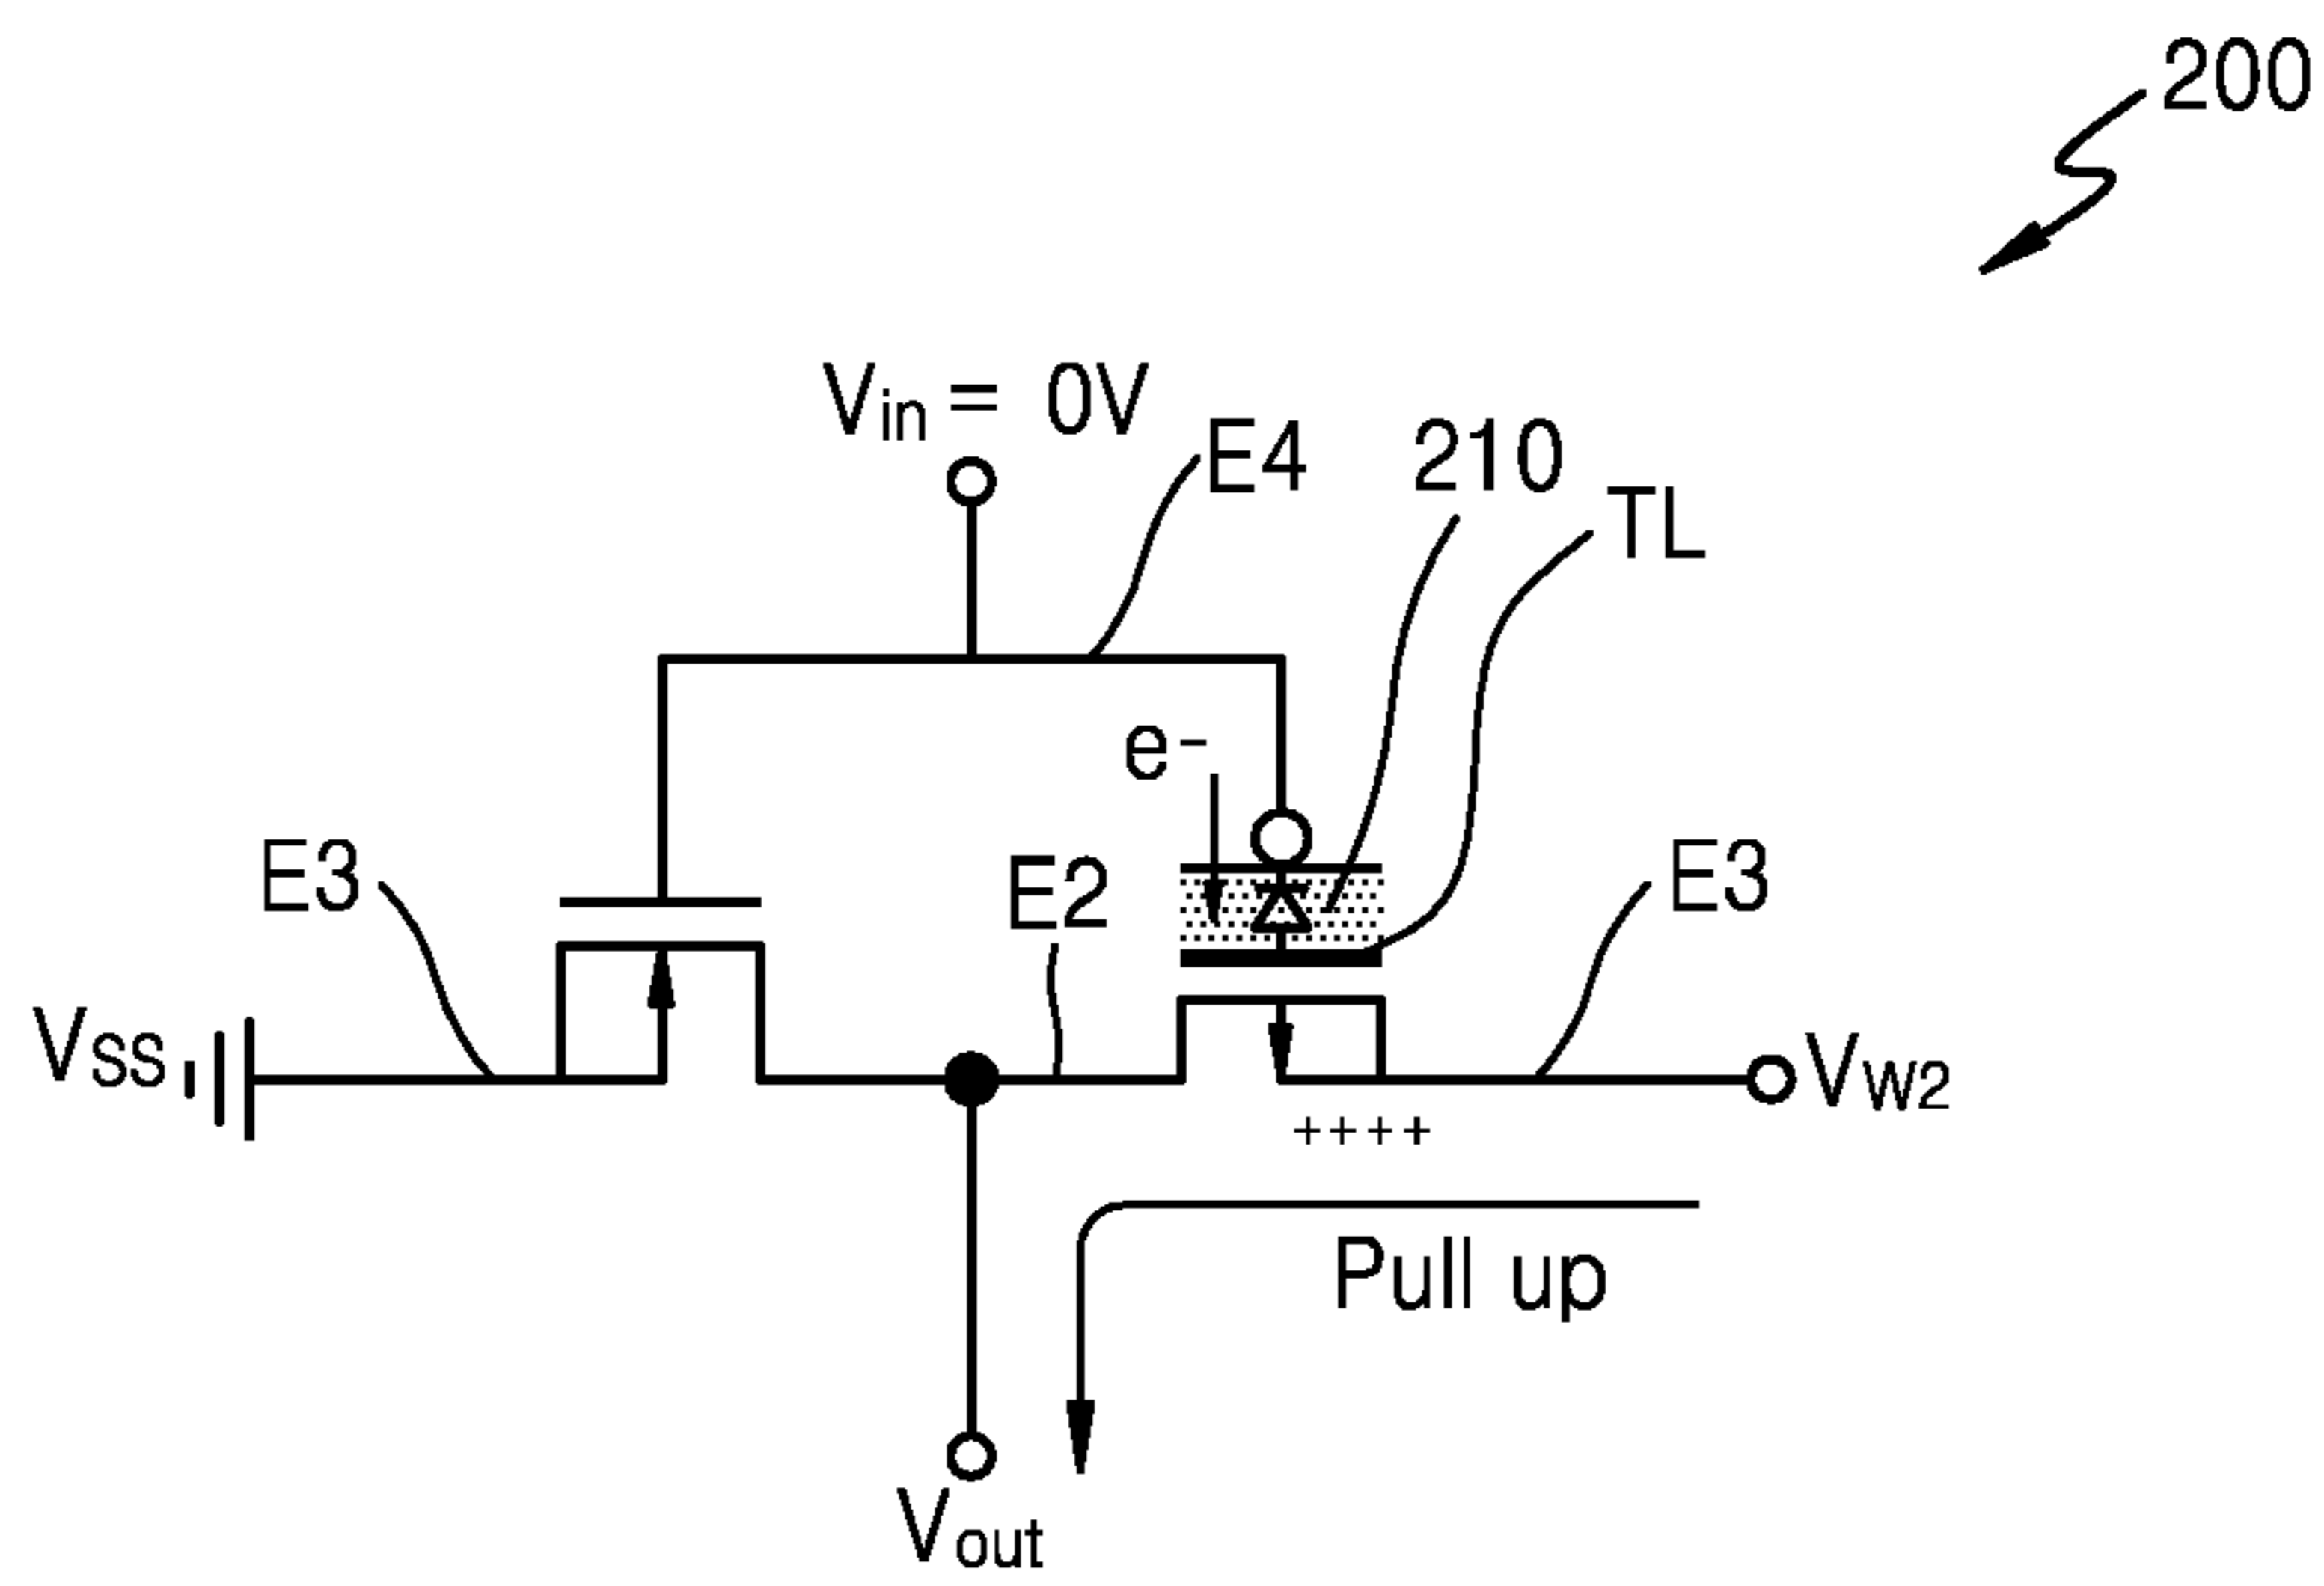 200
Vin = 0V
E4
210
TL
e-
E3
E2
E3
VSS
VW2
++++
Pull up
Vout